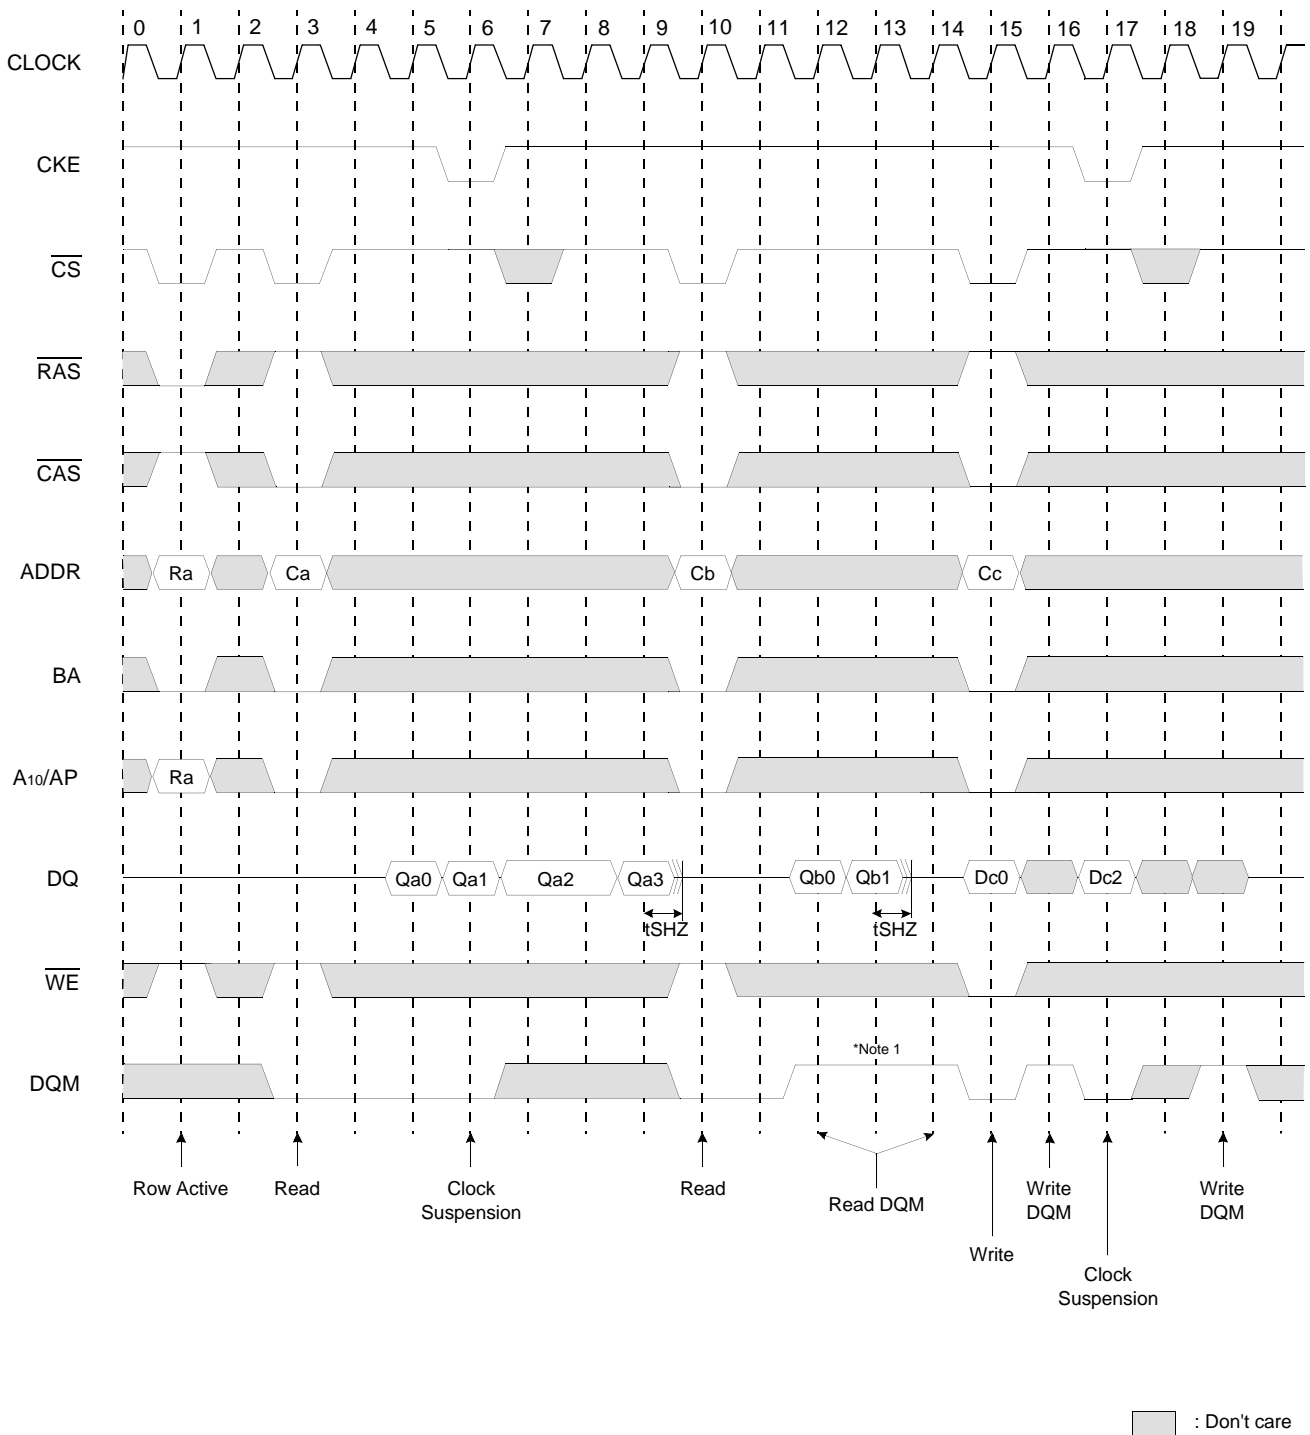 0 1 2 3 4 5 6 7 8 9 10 11 12 13 14 15 16 17 18 19
CLOCK
CKE
CS
RAS
CAS
ADDR Ra Ca Cb Cc
BA
A10/AP Ra
DQ Qa0 Qa1 Qa2 Qa3 Qb0 Qb1 Dc0 Dc2
tSHZ tSHZ
WE
*Note 1
DQM
Row Active Read Clock Suspension Read Read DQM Write DQM Write DQM
Write
Clock Suspension
: Don't care